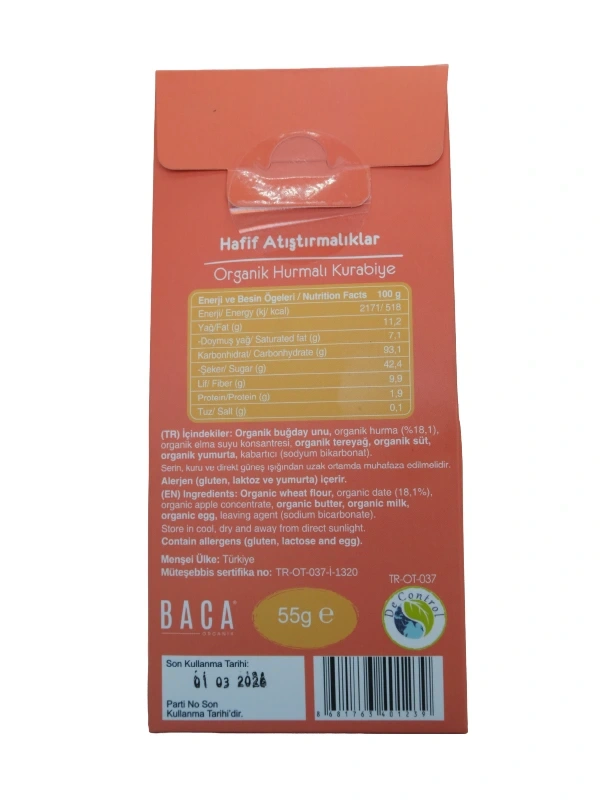 Hafif Atıştırmalıklar
Organik Hurmalı Kurabiye
Enerji ve Besin Ögeleri / Nutrition Facts 100 g
Enerji/ Energy (kj/ kcal) 2171/ 518
Yağ/Fat (g) 11,2
-Doymuş yağ/ Saturated fat (g) 7,1
Karbonhidrat/ Carbonhydrate (g) 93,1
-Şeker/ Sugar (g) 42,4
Lif/ Fiber (g) 9,9
Protein/Protein (g) 1,9
Tuz/ Salt (g) 0,1
(TR) İçindekiler: Organik buğday unu, organik hurma (%18,1),
organik elma suyu konsantresi, organik tereyağ, organik süt,
organik yumurta, kabartıcı (sodyum bikarbonat).
Serin, kuru ve direkt güneş ışığından uzak ortamda muhafaza edilmelidir.
Alerjen (gluten, laktoz ve yumurta) içerir.
(EN) Ingredients: Organic wheat flour, organic date (18,1%),
organic apple concentrate, organic butter, organic milk,
organic egg, leaving agent (sodium bicarbonate).
Store in cool, dry and away from direct sunlight.
Contain allergens (gluten, lactose and egg).
Menşei Ülke: Türkiye
Müteşebbis sertifika no: TR-OT-037-İ-1320
TR-OT-037
BACA
ORGANİK
55g e
De Control
Son Kullanma Tarihi:
01 03 2026
Parti No Son
Kullanma Tarihi'dir.
8 681763 401239